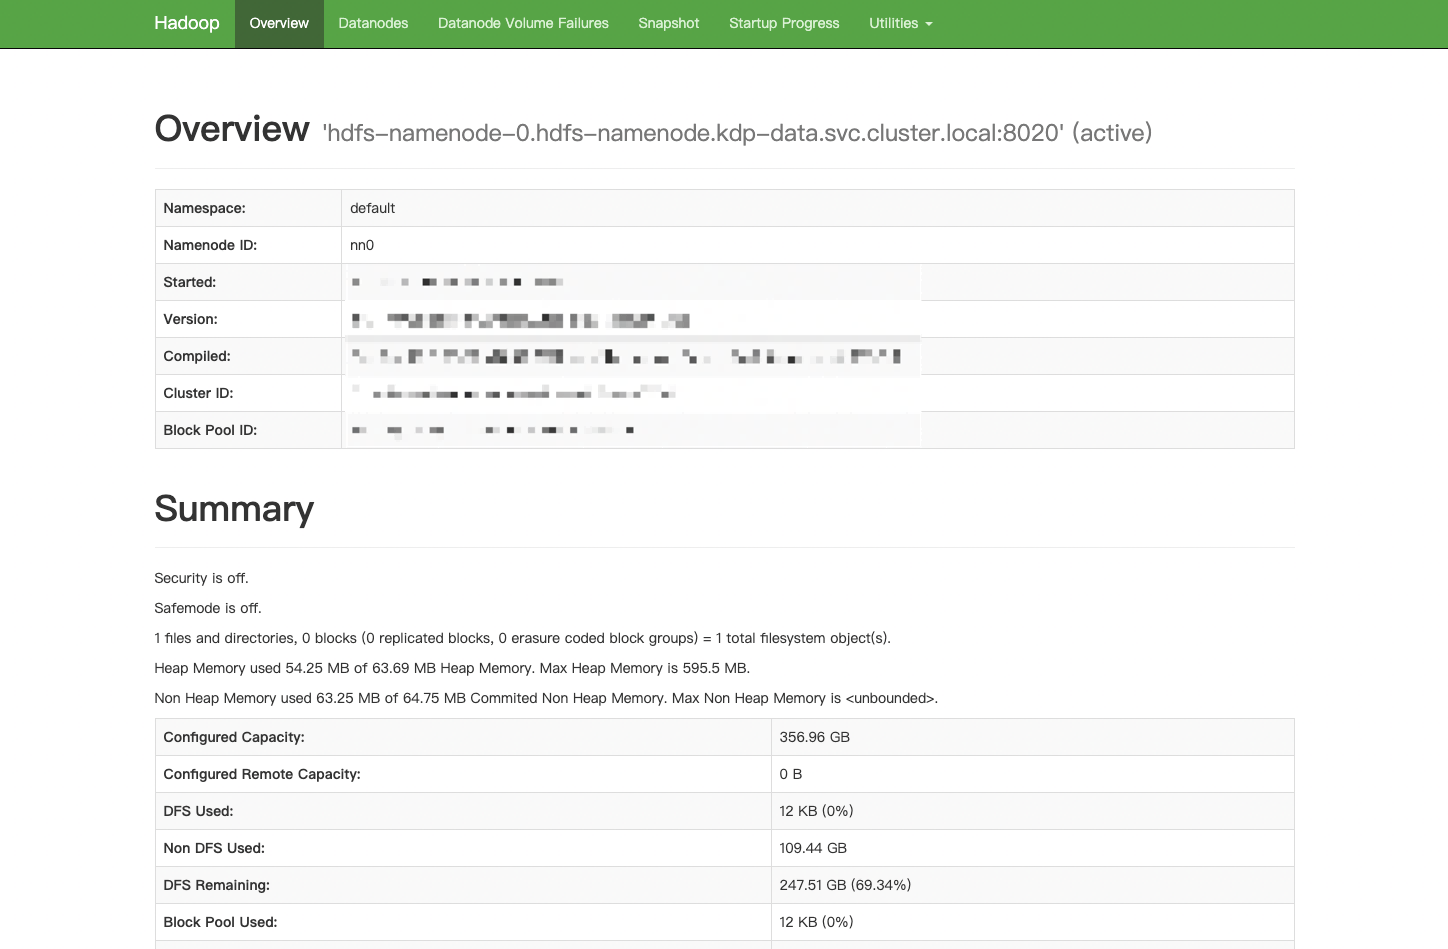 Hadoop Overview Datanodes Datanode Volume Failures Snapshot Startup Progress Utilities
Overview 'hdfs-namenode-0.hdfs-namenode.kdp-data.svc.cluster.local:8020' (active)
Namespace: default
Namenode ID: nn0
Started:
Version:
Compiled:
Cluster ID:
Block Pool ID:
Summary
Security is off.
Safemode is off.
1 files and directories, 0 blocks (0 replicated blocks, 0 erasure coded block groups) = 1 total filesystem object(s).
Heap Memory used 54.25 MB of 63.69 MB Heap Memory. Max Heap Memory is 595.5 MB.
Non Heap Memory used 63.25 MB of 64.75 MB Commited Non Heap Memory. Max Non Heap Memory is <unbounded>.
Configured Capacity: 356.96 GB
Configured Remote Capacity: 0 B
DFS Used: 12 KB (0%)
Non DFS Used: 109.44 GB
DFS Remaining: 247.51 GB (69.34%)
Block Pool Used: 12 KB (0%)